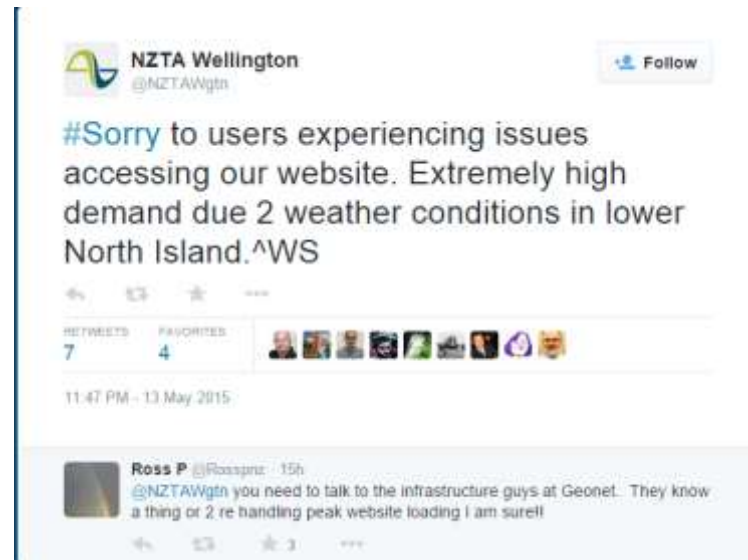 NZTA Wellington
@NZTAWgtn
Follow
#Sorry to users experiencing issues
accessing our website. Extremely high
demand due 2 weather conditions in lower
North Island.^WS
RETWEETS
FAVORITES
7
4
11:47 PM - 13 May 2015
Ross P @Rosspnz 15h
@NZTAWgtn you need to talk to the infrastructure guys at Geonet. They know
a thing or 2 re handling peak website loading I am sure!!
3